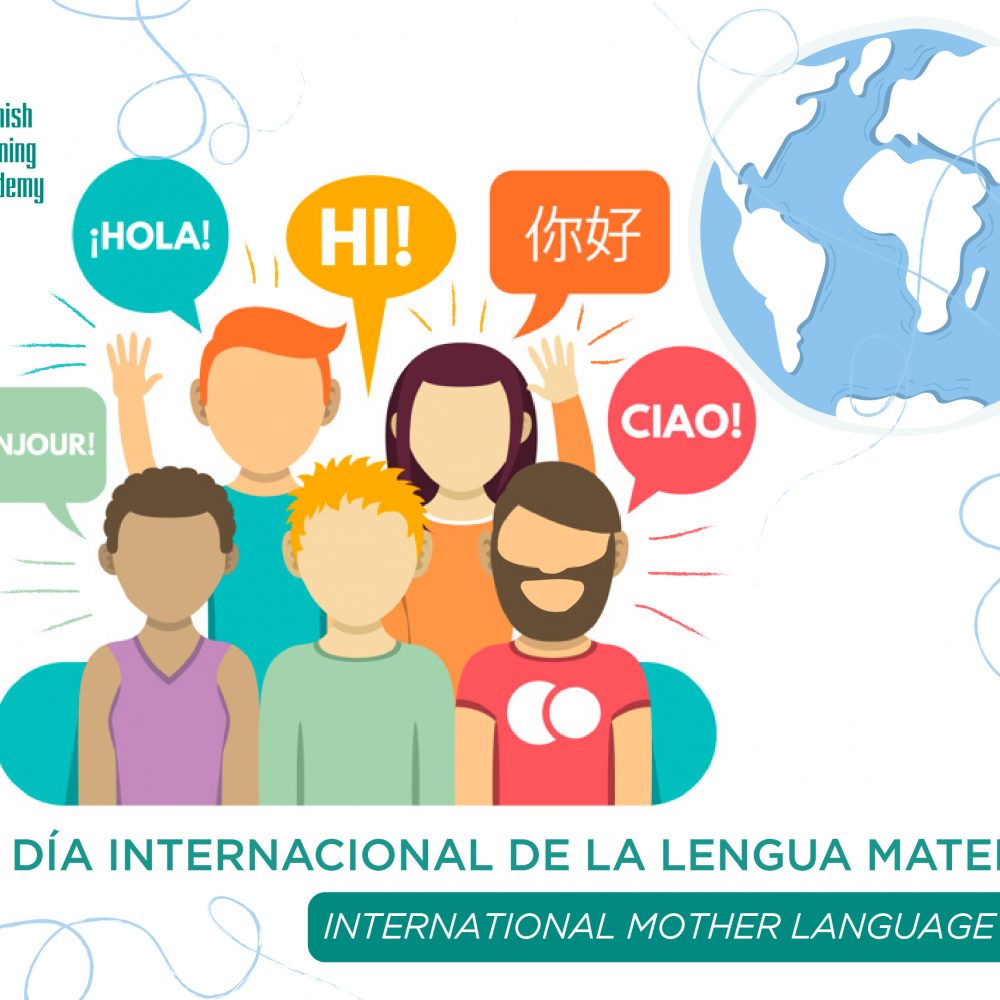 nish
ning
demy
¡HOLA!
HI!
你好
NJOUR!
CIAO!
DÍA INTERNACIONAL DE LA LENGUA MATE
INTERNATIONAL MOTHER LANGUAGE